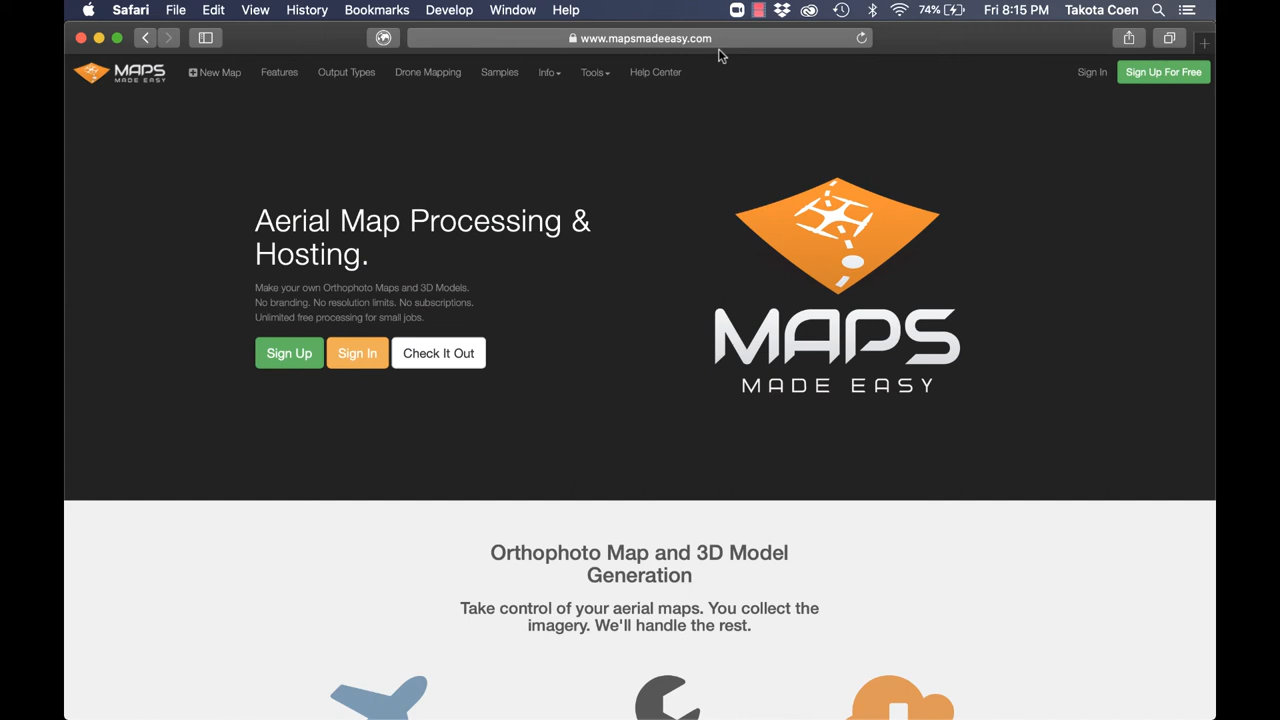 Safari File Edit View History Bookmarks Develop Window Help 74% Fri 8:15 PM Takota Coen
www.mapsmadeeasy.com
MAPS
MADE EASY
New Map Features Output Types Drone Mapping Samples Info Tools Help Center Sign In Sign Up For Free
Aerial Map Processing &
Hosting.
Make your own Orthophoto Maps and 3D Models.
No branding. No resolution limits. No subscriptions.
Unlimited free processing for small jobs.
Sign Up Sign In Check It Out
MAPS
MADE EASY
Orthophoto Map and 3D Model
Generation
Take control of your aerial maps. You collect the
imagery. We'll handle the rest.